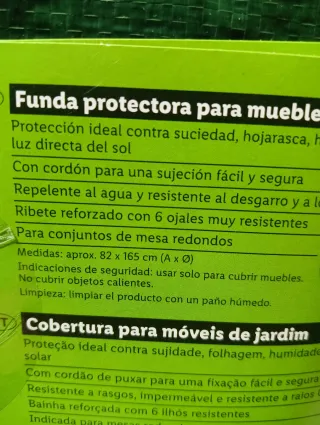 Funda protectora para mueble
Protección ideal contra suciedad, hojarasca,
luz directa del sol
Con cordón para una sujeción fácil y segura
Repelente al agua y resistente al desgarro y a
Ribete reforzado con 6 ojales muy resistentes
Para conjuntos de mesa redondos
Medidas: aprox. 82 x 165 cm (A x Ø)
Indicaciones de seguridad: usar solo para cubrir muebles.
No cubrir objetos calientes.
Limpieza: limpiar el producto con un paño húmedo.
Cobertura para móveis de jardim
Proteção ideal contra sujidade, folhagem, humidade
solar
Com cordão de puxar para uma fixação fácil e segura
Resistente a rasgos, impermeável e resistente a raios
Bainha reforçada com 6 ilhós resistentes
Indicada para